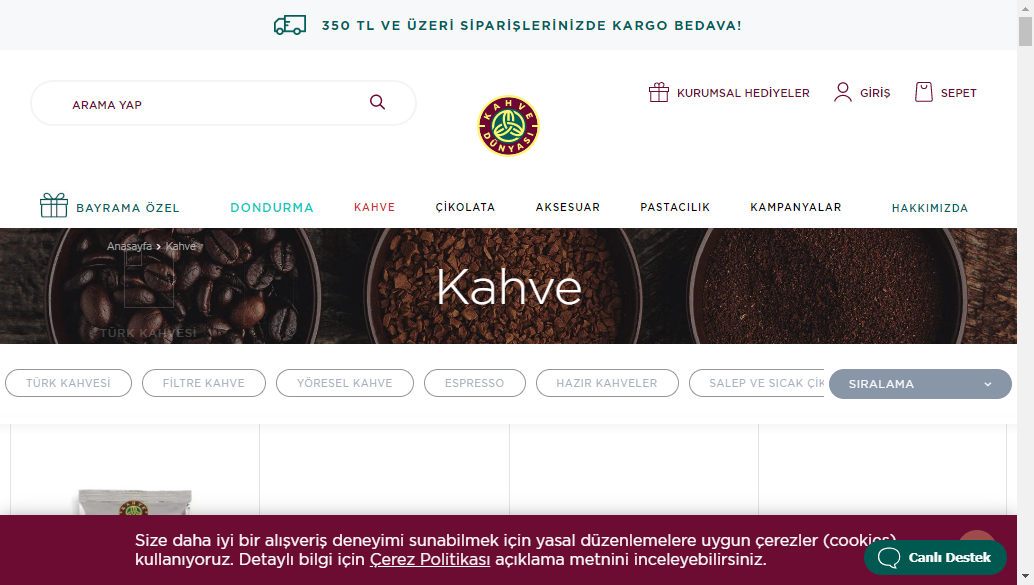 350 TL VE ÜZERİ SİPARİŞLERİNİZDE KARGO BEDAVA!
ARAMA YAP
KAHVE DÜNYASI
KURUMSAL HEDİYELER
GİRİŞ
SEPET
BAYRAMA ÖZEL
DONDURMA
KAHVE
ÇİKOLATA
AKSESUAR
PASTACILIK
KAMPANYALAR
HAKKIMIZDA
Anasayfa > Kahve
Kahve
TÜRK KAHVESİ
TÜRK KAHVESİ
FİLTRE KAHVE
YÖRESEL KAHVE
ESPRESSO
HAZIR KAHVELER
SALEP VE SICAK ÇİK
SIRALAMA
Size daha iyi bir alışveriş deneyimi sunabilmek için yasal düzenlemelere uygun çerezler (cookies)
kullanıyoruz. Detaylı bilgi için Çerez Politikası açıklama metnini inceleyebilirsiniz.
Canlı Destek